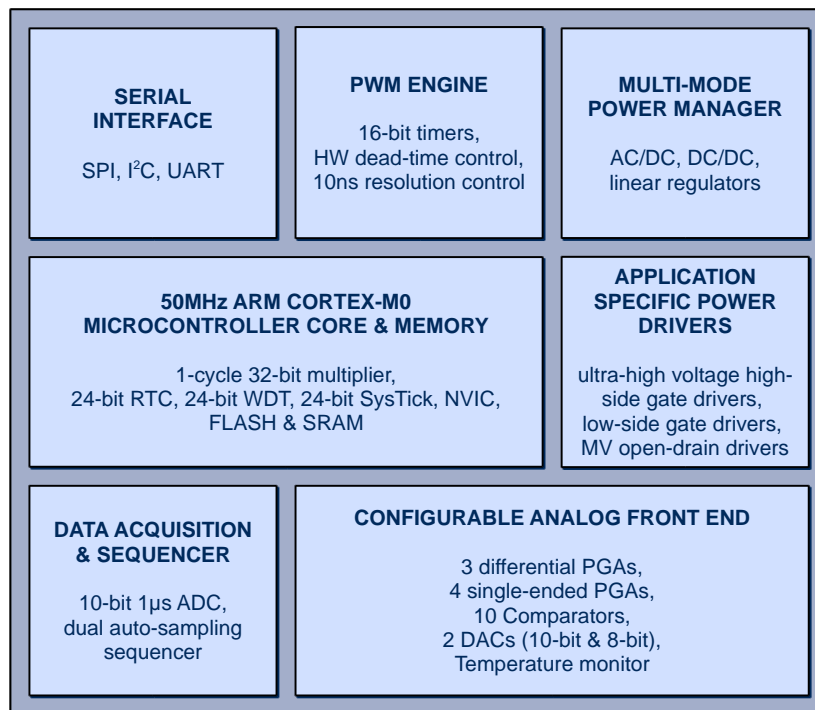 SERIAL
INTERFACE
SPI, I²C, UART
PWM ENGINE
16-bit timers,
HW dead-time control,
10ns resolution control
MULTI-MODE
POWER MANAGER
AC/DC, DC/DC,
linear regulators
50MHz ARM CORTEX-M0
MICROCONTROLLER CORE & MEMORY
1-cycle 32-bit multiplier,
24-bit RTC, 24-bit WDT, 24-bit SysTick, NVIC,
FLASH & SRAM
APPLICATION
SPECIFIC POWER
DRIVERS
ultra-high voltage high-
side gate drivers,
low-side gate drivers,
MV open-drain drivers
DATA ACQUISITION
& SEQUENCER
10-bit 1µs ADC,
dual auto-sampling
sequencer
CONFIGURABLE ANALOG FRONT END
3 differential PGAs,
4 single-ended PGAs,
10 Comparators,
2 DACs (10-bit & 8-bit),
Temperature monitor